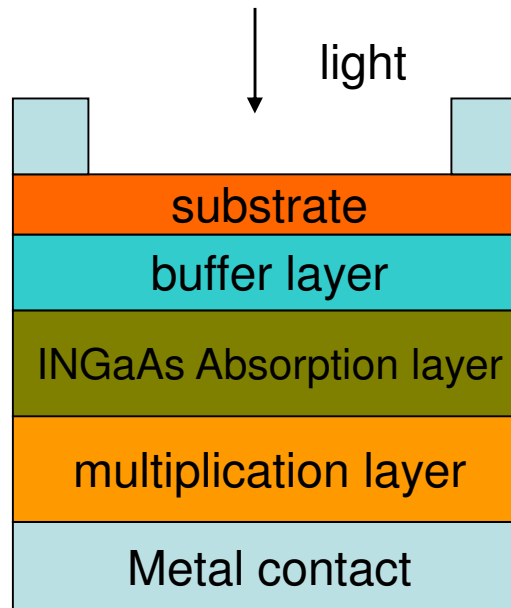 light
substrate
buffer layer
INGaAs Absorption layer
multiplication layer
Metal contact